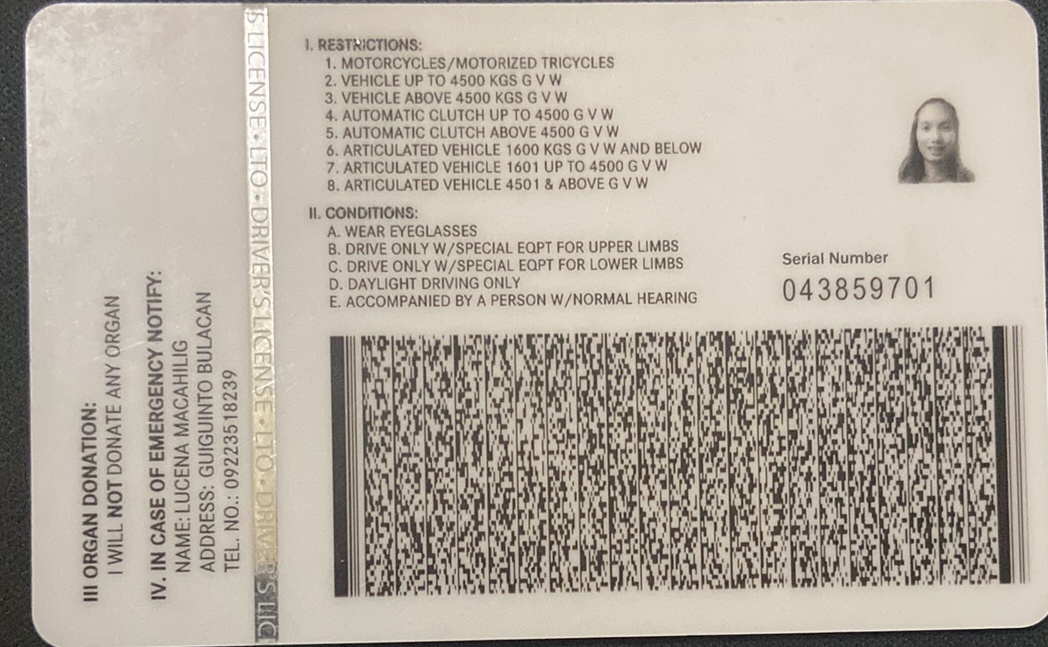 I. RESTRICTIONS:
1. MOTORCYCLES/MOTORIZED TRICYCLES
2. VEHICLE UP TO 4500 KGS G V W
3. VEHICLE ABOVE 4500 KGS G V W
4. AUTOMATIC CLUTCH UP TO 4500 G V W
5. AUTOMATIC CLUTCH ABOVE 4500 G V W
6. ARTICULATED VEHICLE 1600 KGS G V W AND BELOW
7. ARTICULATED VEHICLE 1601 UP TO 4500 G V W
8. ARTICULATED VEHICLE 4501 & ABOVE G V W
II. CONDITIONS:
A. WEAR EYEGLASSES
B. DRIVE ONLY W/SPECIAL EQPT FOR UPPER LIMBS
C. DRIVE ONLY W/SPECIAL EQPT FOR LOWER LIMBS
D. DAYLIGHT DRIVING ONLY
E. ACCOMPANIED BY A PERSON W/NORMAL HEARING
Serial Number
043859701
III ORGAN DONATION:
I WILL NOT DONATE ANY ORGAN
IV. IN CASE OF EMERGENCY NOTIFY:
NAME: LUCENA MACAHILIG
ADDRESS: GUIGUINTO BULACAN
TEL. NO.: 09223518239
S LICENSE • LTO • DRIVER'S LICENSE • LTO • DRIVER'S LIC